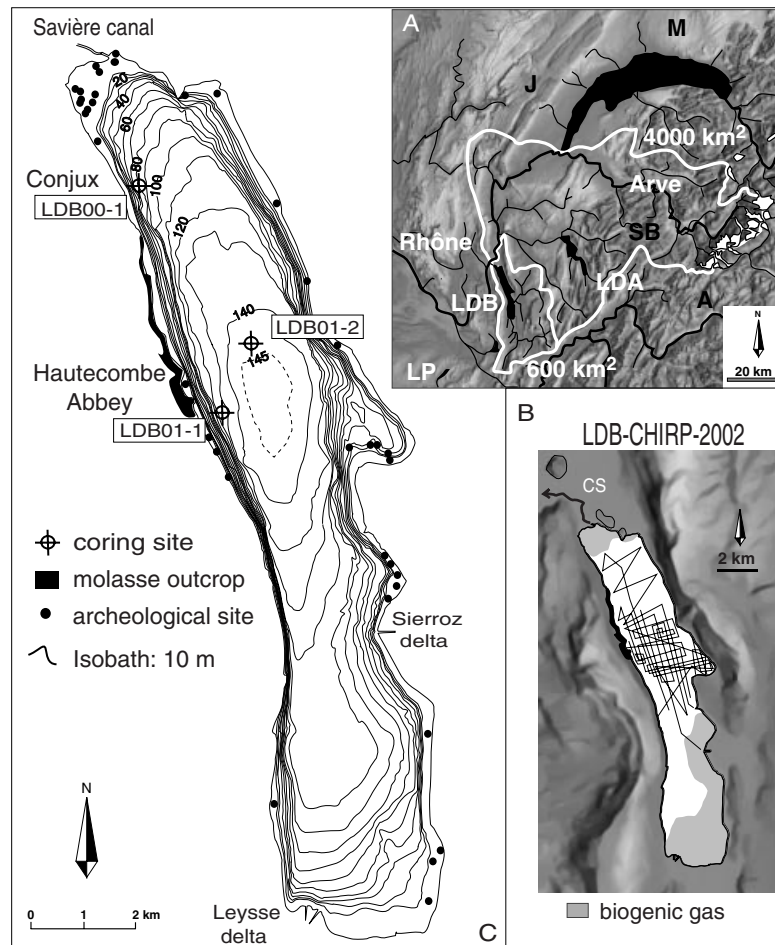 Savière canal
20
40
60
80
100
120
140
145
Conjux
LDB00-1
LDB01-2
Hautecombe
Abbey
LDB01-1
coring site
molasse outcrop
archeological site
Isobath: 10 m
Sierroz
delta
N
0 1 2 km
Leysse
delta
C
A
M
J
4000 km²
Arve
Rhône
SB
LDB
LDA
A
N
LP
600 km²
20 km
B
LDB-CHIRP-2002
CS
2 km
biogenic gas